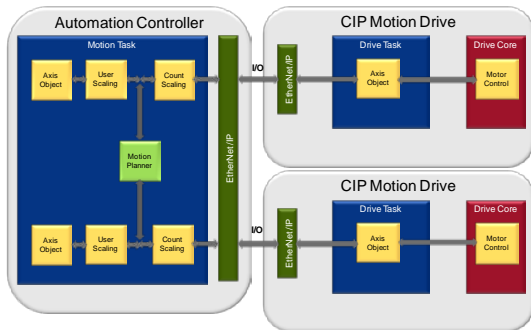 Automation Controller
Motion Task
Axis
Object
User
Scaling
Count
Scaling
Motion
Planner
Axis
Object
User
Scaling
Count
Scaling
EtherNet/IP
I/O
I/O
CIP Motion Drive
EtherNet/IP
Drive Task
Axis
Object
Drive Core
Motor
Control
CIP Motion Drive
EtherNet/IP
Drive Task
Axis
Object
Drive Core
Motor
Control